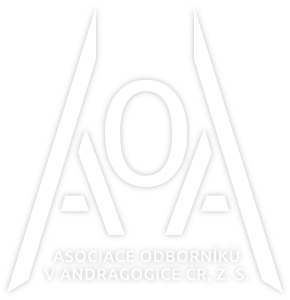 AOA
ASOCIACE ODBORNÍKŮ
V ANDRAGOGICE ČR, Z. S.